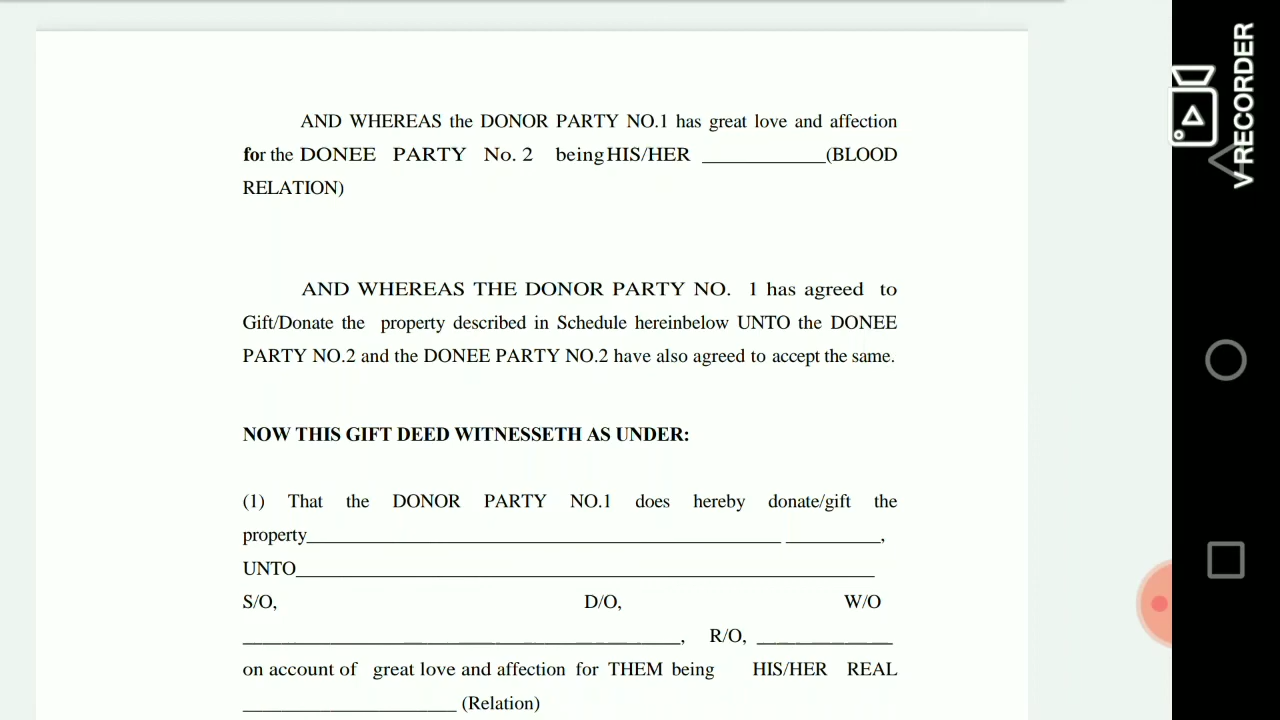 AND WHEREAS the DONOR PARTY NO.1 has great love and affection
for the DONEE PARTY No. 2 being HIS/HER _____________(BLOOD
RELATION)
AND WHEREAS THE DONOR PARTY NO. 1 has agreed to
Gift/Donate the property described in Schedule hereinbelow UNTO the DONEE
PARTY NO.2 and the DONEE PARTY NO.2 have also agreed to accept the same.
NOW THIS GIFT DEED WITNESSETH AS UNDER:
(1) That the DONOR PARTY NO.1 does hereby donate/gift the
property__________________________________________________ __________,
UNTO_____________________________________________________________
S/O, D/O, W/O
______________________________________________, R/O, ______________
on account of great love and affection for THEM being HIS/HER REAL
______________________ (Relation)
V RECORDER